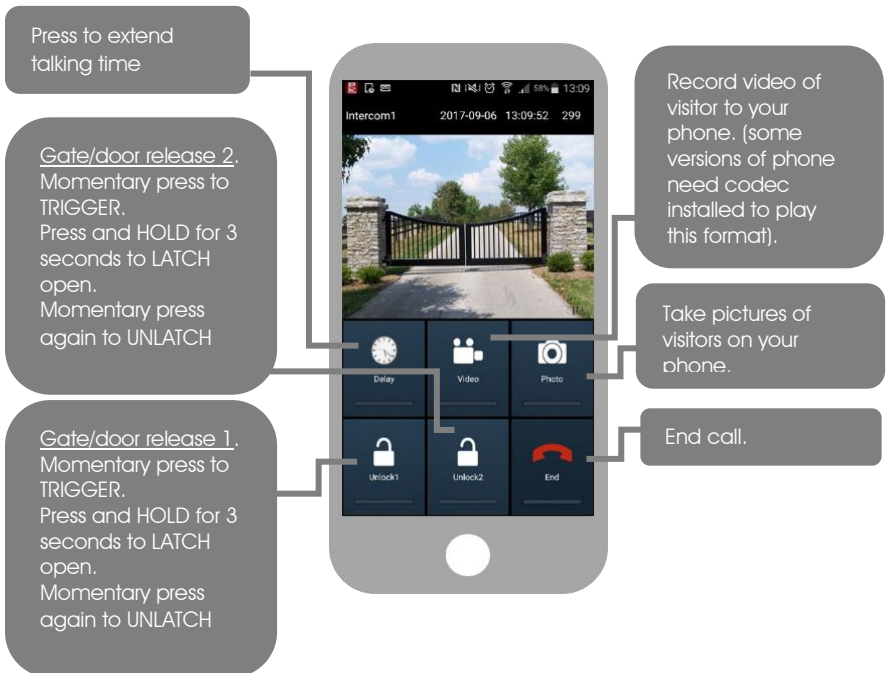 Press to extend
talking time
Gate/door release 2.
Momentary press to
TRIGGER.
Press and HOLD for 3
seconds to LATCH
open.
Momentary press
again to UNLATCH
Gate/door release 1.
Momentary press to
TRIGGER.
Press and HOLD for 3
seconds to LATCH
open.
Momentary press
again to UNLATCH
58% 13:09
Intercom1 2017-09-06 13:09:52 299
Delay Video Photo
Unlock1 Unlock2 End
Record video of
visitor to your
phone. (some
versions of phone
need codec
installed to play
this format).
Take pictures of
visitors on your
phone.
End call.